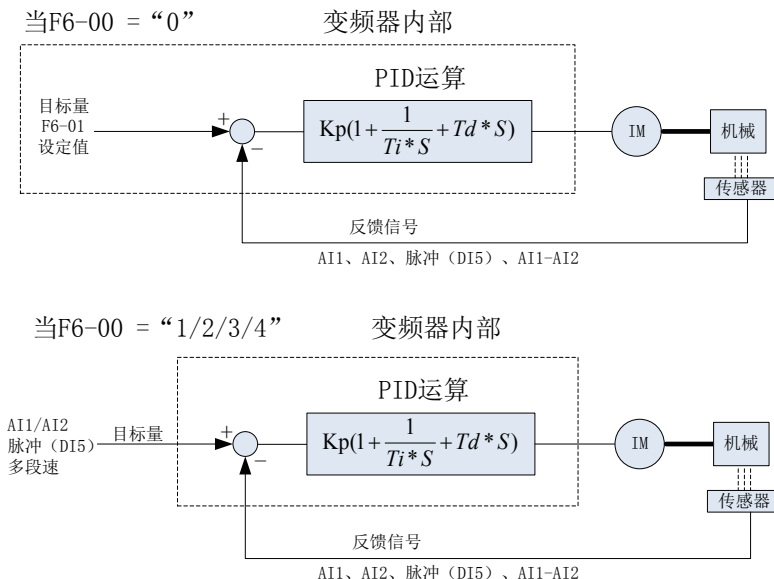 当F6-00 = “0”
变频器内部
PID运算
目标量
F6-01
设定值
+
−
Kp(1+1/(Ti*S)+Td*S)
IM
机械
传感器
反馈信号
AI1、AI2、脉冲（DI5）、AI1-AI2
当F6-00 = “1/2/3/4”
变频器内部
PID运算
AI1/AI2
脉冲（DI5）
多段速
目标量
+
−
Kp(1+1/(Ti*S)+Td*S)
IM
机械
传感器
反馈信号
AI1、AI2、脉冲（DI5）、AI1-AI2